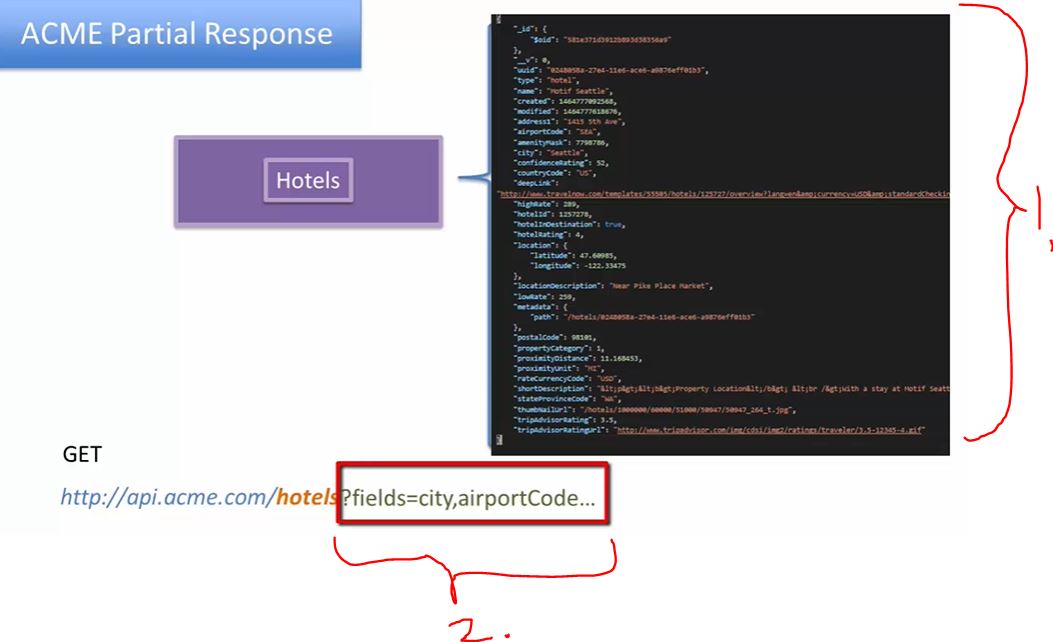 ACME Partial Response
Hotels
"_id": {
"$oid": "581e371d3912b893d38356a9"
},
"__v": 0,
"uuid": "0248058a-27e4-11e6-ace6-a9876eff01b3",
"type": "hotel",
"name": "Motif Seattle",
"created": 1464777092568,
"modified": 1464777618676,
"address1": "1415 5th Ave",
"airportCode": "SEA",
"amenityMask": 7798786,
"city": "Seattle",
"confidenceRating": 52,
"countryCode": "US",
"deepLink":
"http://www.travelnow.com/templates/55505/hotels/125727/overview?lang=en&amp;currency=USD&amp;standardCheckin
"highRate": 289,
"hotelId": 1257278,
"hotelInDestination": true,
"hotelRating": 4,
"location": {
"latitude": 47.60985,
"longitude": -122.33475
},
"locationDescription": "Near Pike Place Market",
"lowRate": 259,
"metadata": {
"path": "/hotels/0248058a-27e4-11e6-ace6-a9876eff01b3"
},
"postalCode": 98101,
"propertyCategory": 1,
"proximityDistance": 11.168453,
"proximityUnit": "MI",
"rateCurrencyCode": "USD",
"shortDescription": "&lt;p&gt;&lt;b&gt;Property Location&lt;/b&gt; &lt;br /&gt;With a stay at Motif Seatt
"stateProvinceCode": "WA",
"thumbNailUrl": "/hotels/1000000/60000/51000/50947/50947_264_t.jpg",
"tripAdvisorRating": 3.5,
"tripAdvisorRatingUrl": "http://www.tripadvisor.com/img/cdsi/img2/ratings/traveler/3.5-12345-4.gif"
1.
GET
http://api.acme.com/hotels?fields=city,airportCode...
2.